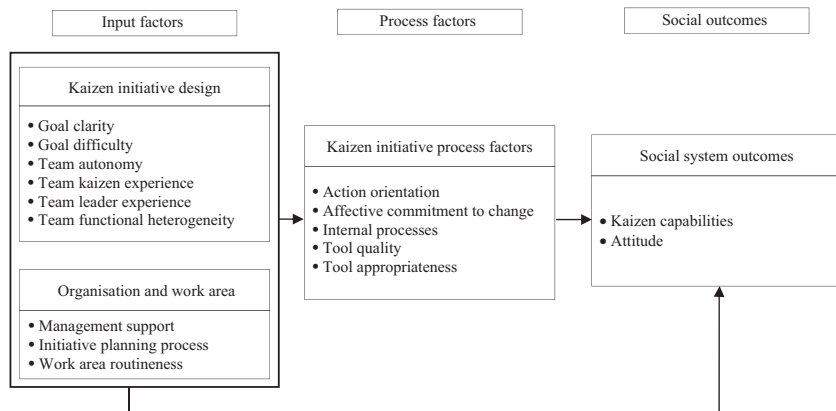 Input factors
Process factors
Social outcomes
Kaizen initiative design
• Goal clarity
• Goal difficulty
• Team autonomy
• Team kaizen experience
• Team leader experience
• Team functional heterogeneity
Organisation and work area
• Management support
• Initiative planning process
• Work area routineness
Kaizen initiative process factors
• Action orientation
• Affective commitment to change
• Internal processes
• Tool quality
• Tool appropriateness
Social system outcomes
• Kaizen capabilities
• Attitude